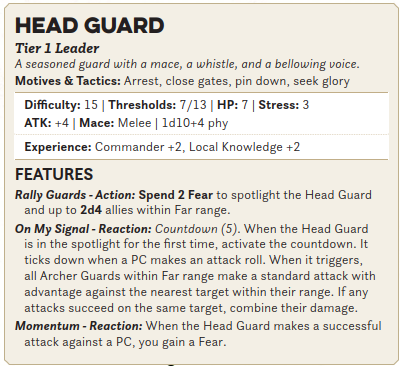 HEAD GUARD
Tier 1 Leader
A seasoned guard with a mace, a whistle, and a bellowing voice.
Motives & Tactics: Arrest, close gates, pin down, seek glory
Difficulty: 15 | Thresholds: 7/13 | HP: 7 | Stress: 3
ATK: +4 | Mace: Melee | 1d10+4 phy
Experience: Commander +2, Local Knowledge +2
FEATURES
Rally Guards - Action: Spend 2 Fear to spotlight the Head Guard
and up to 2d4 allies within Far range.
On My Signal - Reaction: Countdown (5). When the Head Guard
is in the spotlight for the first time, activate the countdown. It
ticks down when a PC makes an attack roll. When it triggers,
all Archer Guards within Far range make a standard attack with
advantage against the nearest target within their range. If any
attacks succeed on the same target, combine their damage.
Momentum - Reaction: When the Head Guard makes a successful
attack against a PC, you gain a Fear.